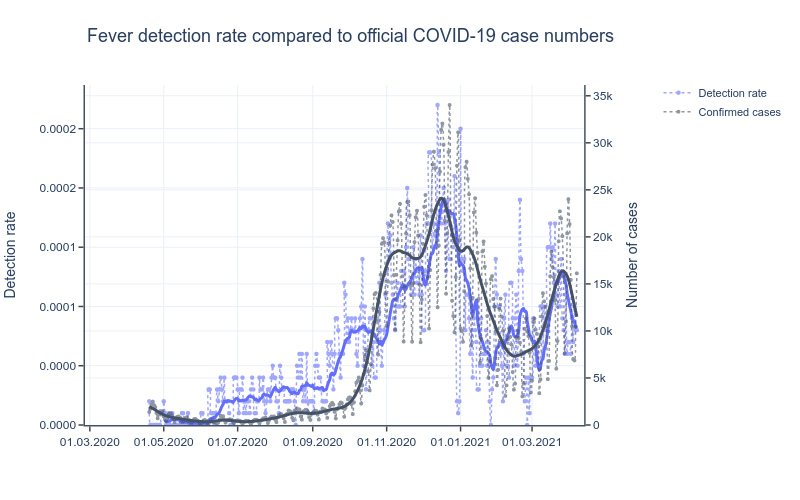 Fever detection rate compared to official COVID-19 case numbers
Detection rate
Confirmed cases
0.0002
0.0002
0.0001
0.0001
0.0000
0.0000
Detection rate
35k
30k
25k
20k
15k
10k
5k
0
Number of cases
01.03.2020
01.05.2020
01.07.2020
01.09.2020
01.11.2020
01.01.2021
01.03.2021